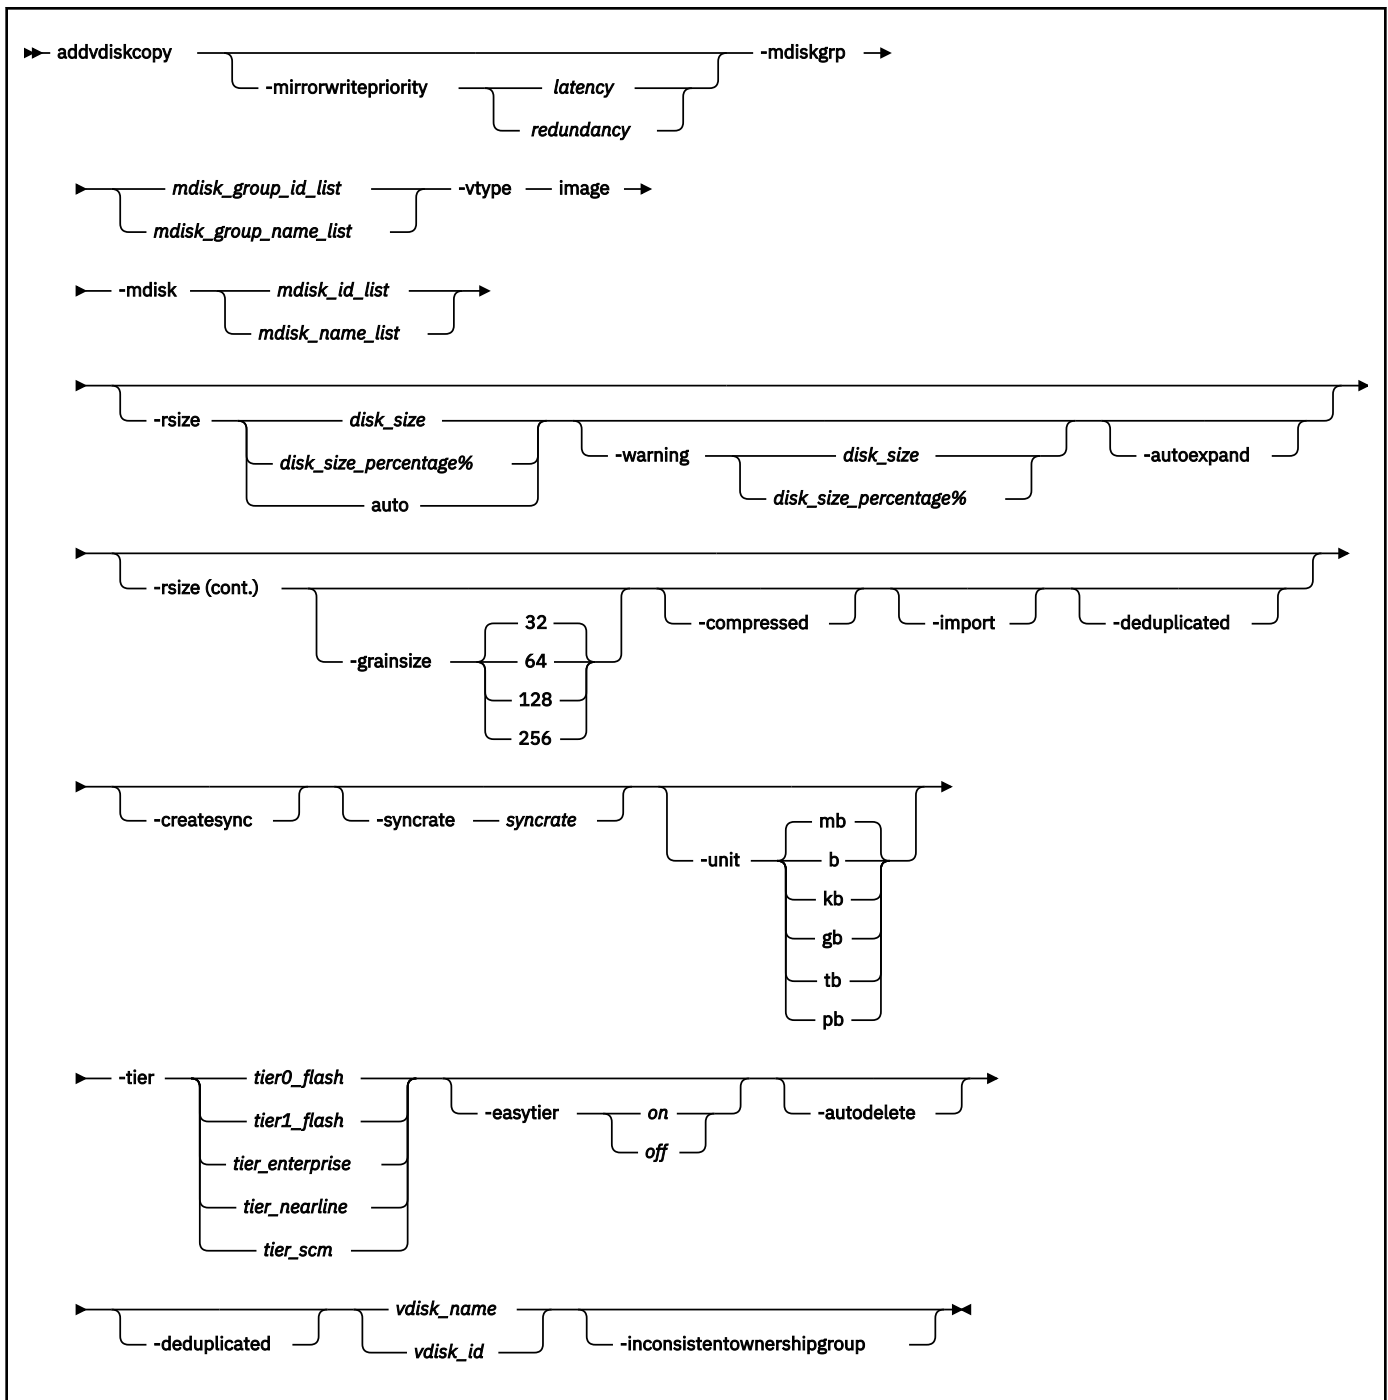 addvdiskcopy -mdiskgrp
-mirrorwritepriority latency
redundancy
mdisk_group_id_list -vtype image
mdisk_group_name_list
-mdisk mdisk_id_list
mdisk_name_list
-rsize disk_size
disk_size_percentage%
auto
-warning disk_size
disk_size_percentage%
-autoexpand
-rsize (cont.)
-grainsize
32
64
128
256
-compressed
-import
-deduplicated
-createsync
-syncrate syncrate
-unit
mb
b
kb
gb
tb
pb
-tier tier0_flash
tier1_flash
tier_enterprise
tier_nearline
tier_scm
-easytier on
off
-autodelete
-deduplicated
vdisk_name
vdisk_id
-inconsistentownershipgroup